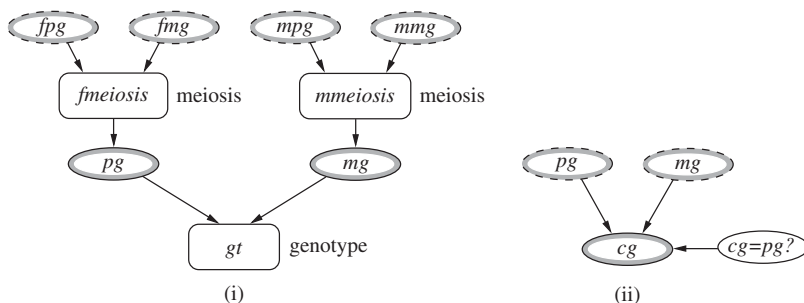 fpg fmg mpg mmg
fmeiosis meiosis mmeiosis meiosis
pg mg pg mg
gt genotype cg cg=pg?
(i) (ii)